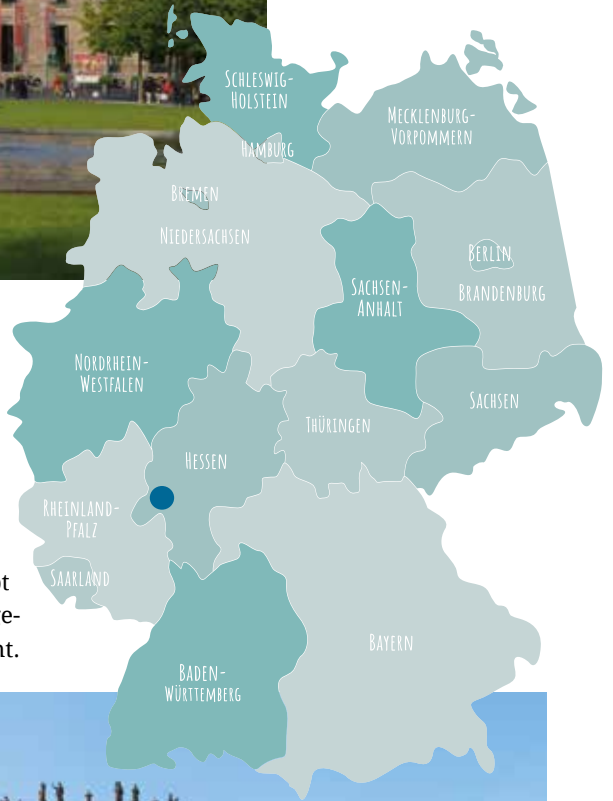 SCHLESWIG-
HOLSTEIN
MECKLENBURG-
VORPOMMERN
HAMBURG
BREMEN
NIEDERSACHSEN
BERLIN
BRANDENBURG
SACHSEN-
ANHALT
NORDRHEIN-
WESTFALEN
SACHSEN
THÜRINGEN
HESSEN
RHEINLAND-
PFALZ
SAARLAND
BAYERN
BADEN-
WÜRTTEMBERG